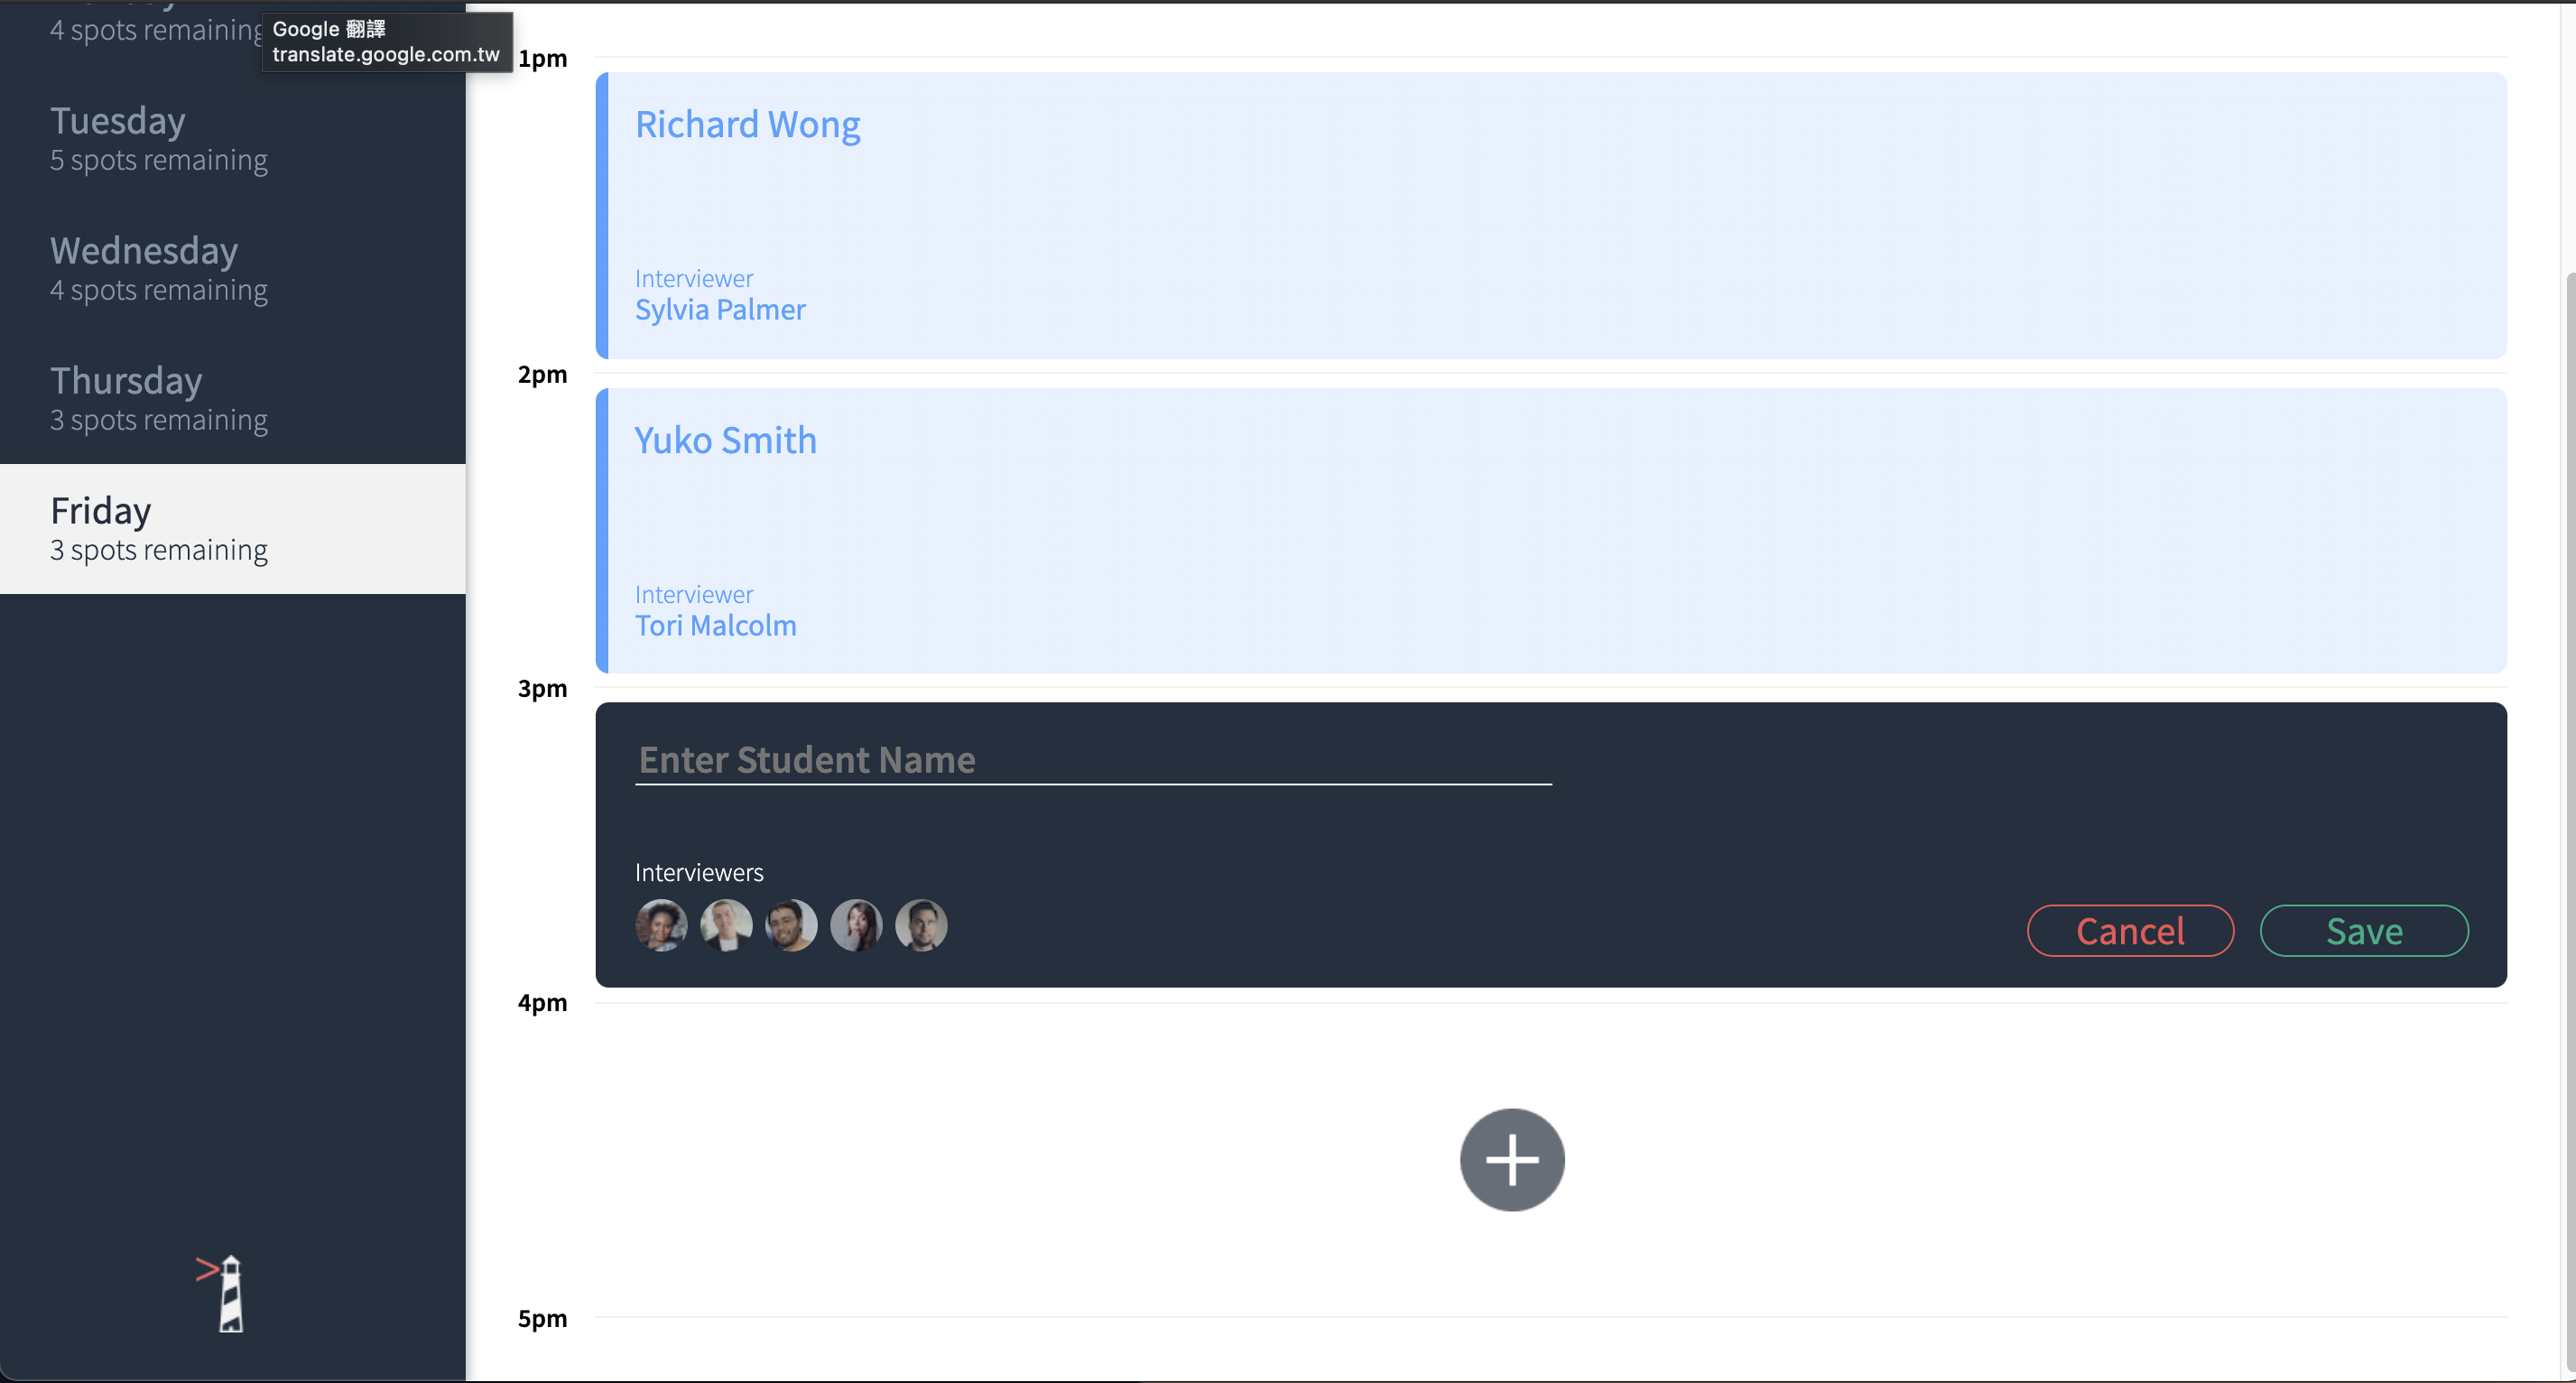 4 spots remaining
Google 翻譯
translate.google.com.tw
Tuesday
5 spots remaining
Wednesday
4 spots remaining
Thursday
3 spots remaining
Friday
3 spots remaining
1pm
Richard Wong
Interviewer
Sylvia Palmer
2pm
Yuko Smith
Interviewer
Tori Malcolm
3pm
Enter Student Name
Interviewers
Cancel
Save
4pm
5pm